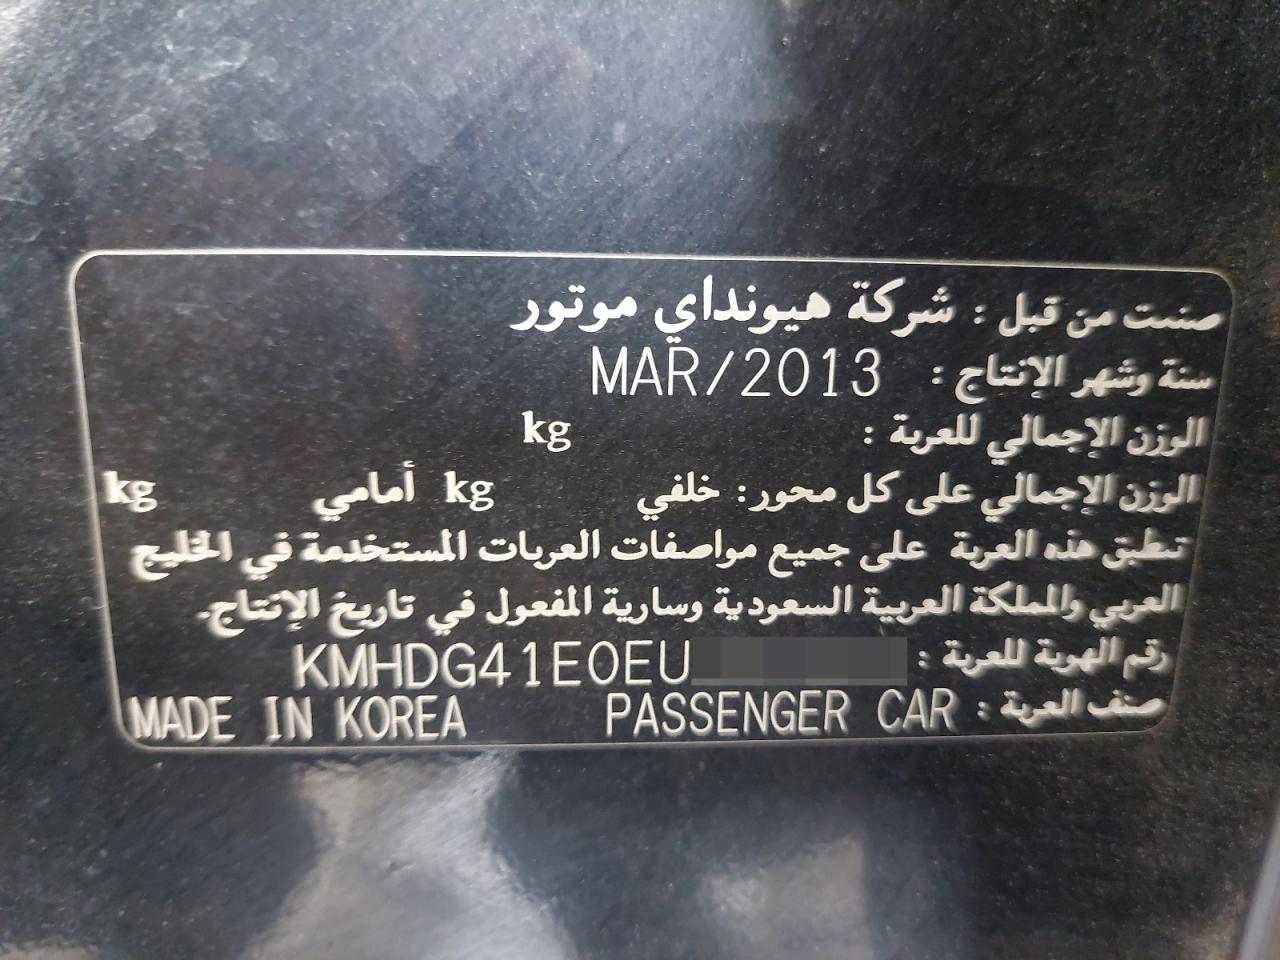 صنعت من قبل : شركة هيونداي موتور
سنة وشهر الإنتاج : MAR/2013
الوزن الإجمالي للعربة : kg
الوزن الإجمالي على كل محور: خلفي kg أمامي kg
تنطبق هذه العربة على جميع مواصفات العربات المستخدمة في الخليج
العربي والمملكة العربية السعودية وسارية المفعول في تاريخ الإنتاج.
رقم الهوية للعربة : KMHDG41E0EU
صنف العربة : PASSENGER CAR MADE IN KOREA